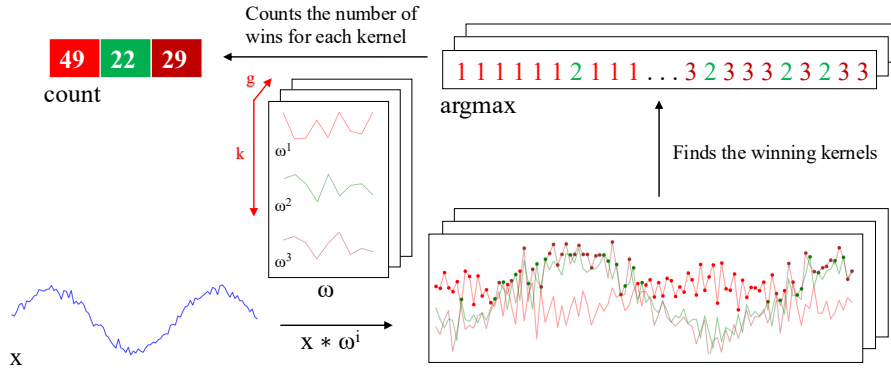 Counts the number of
wins for each kernel
49 22 29
count
1 1 1 1 1 1 2 1 1 1 ... 3 2 3 3 3 2 3 2 3 3
argmax
g
k
ω¹
ω²
ω³
ω
Finds the winning kernels
x
x * ωⁱ